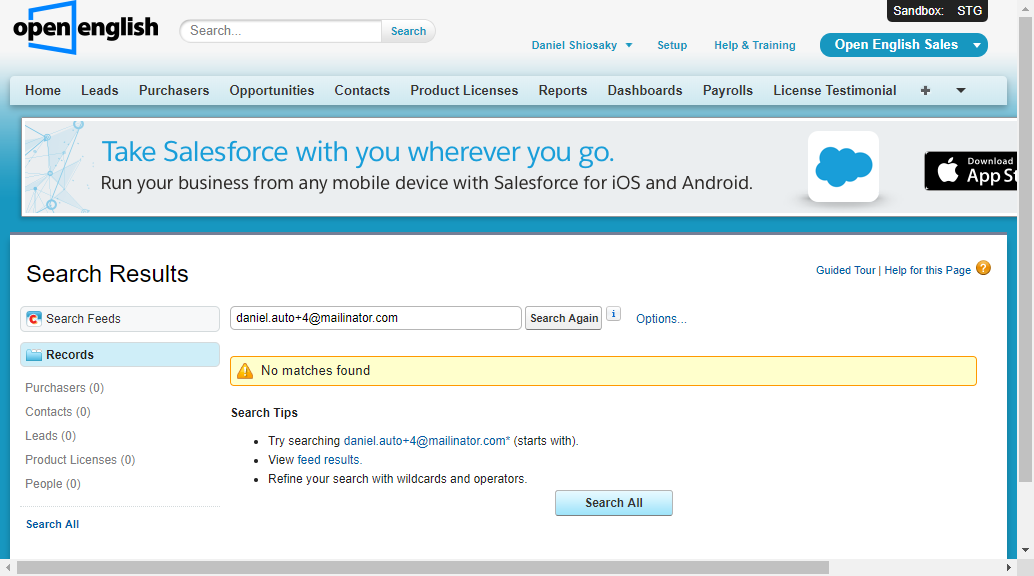 Sandbox: STG
open english
Search... Search
Daniel Shiosaky Setup Help & Training Open English Sales
Home Leads Purchasers Opportunities Contacts Product Licenses Reports Dashboards Payrolls License Testimonial +
Take Salesforce with you wherever you go.
Run your business from any mobile device with Salesforce for iOS and Android.
Download
App St
Search Results
Guided Tour | Help for this Page ?
Search Feeds
daniel.auto+4@mailinator.com Search Again i Options...
Records
No matches found
Purchasers (0)
Contacts (0)
Leads (0)
Product Licenses (0)
People (0)
Search All
Search Tips
• Try searching daniel.auto+4@mailinator.com* (starts with).
• View feed results.
• Refine your search with wildcards and operators.
Search All